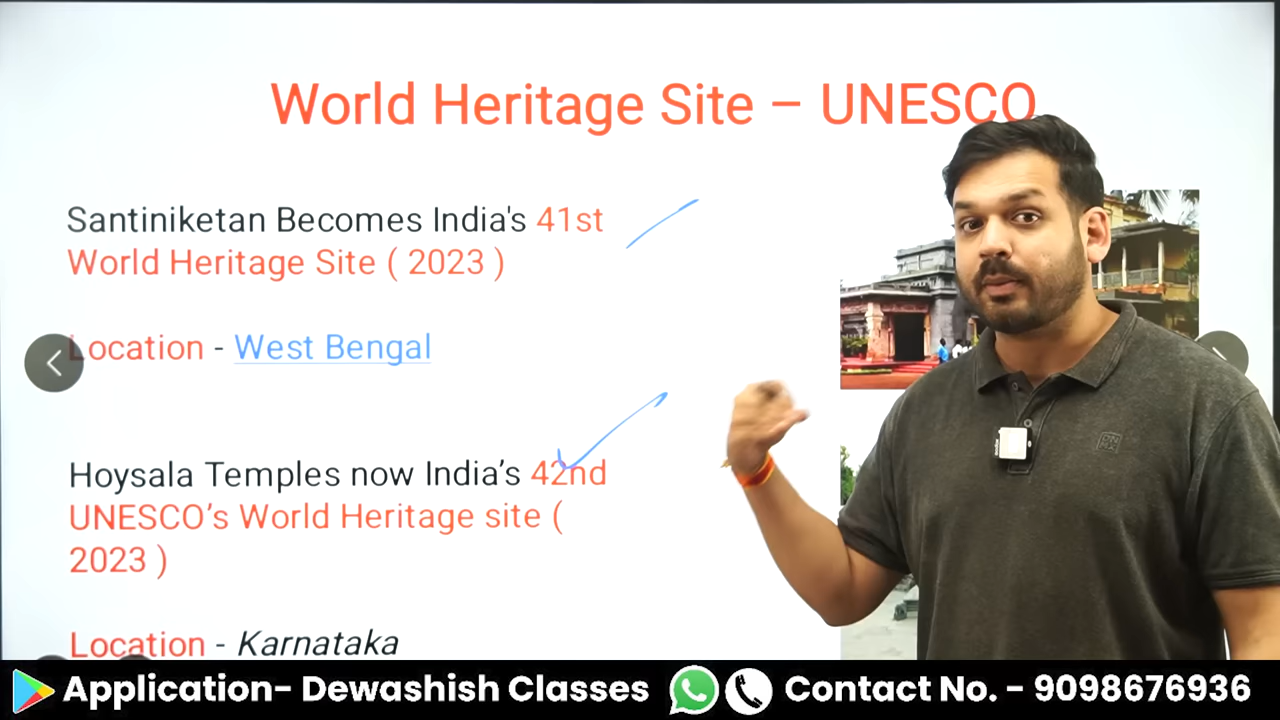 World Heritage Site – UNESCO
Santiniketan Becomes India's 41st
World Heritage Site ( 2023 )
Location - West Bengal
Hoysala Temples now India’s 42nd
UNESCO’s World Heritage site (
2023 )
Location - Karnataka
Application- Dewashish Classes
Contact No. - 9098676936